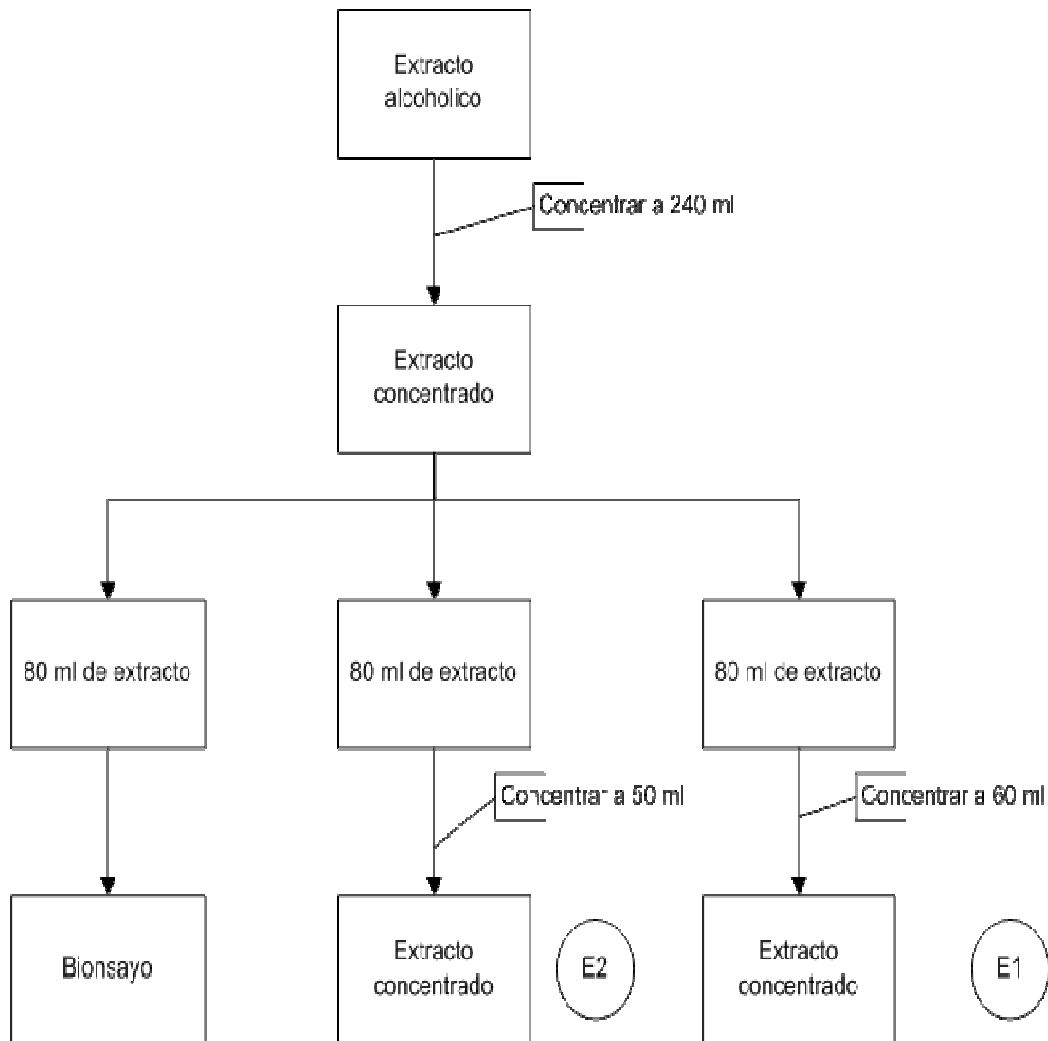 Extracto
alcoholico
Concentrar a 240 ml
Extracto
concentrado
80 ml de extracto
80 ml de extracto
80 ml de extracto
Concentrar a 50 ml
Concentrar a 60 ml
Bionsayo
Extracto
concentrado
E2
Extracto
concentrado
E1